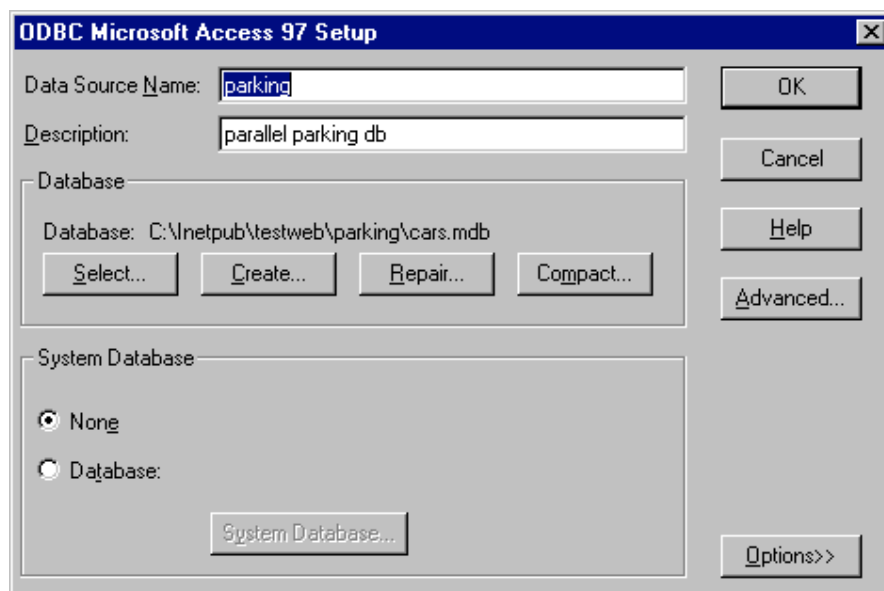 ODBC Microsoft Access 97 Setup
Data Source Name: parking
OK
Description: parallel parking db
Cancel
Database
Database: C:\Inetpub\testweb\parking\cars.mdb
Help
Select... Create... Repair... Compact...
Advanced...
System Database
None
Database:
System Database...
Options>>